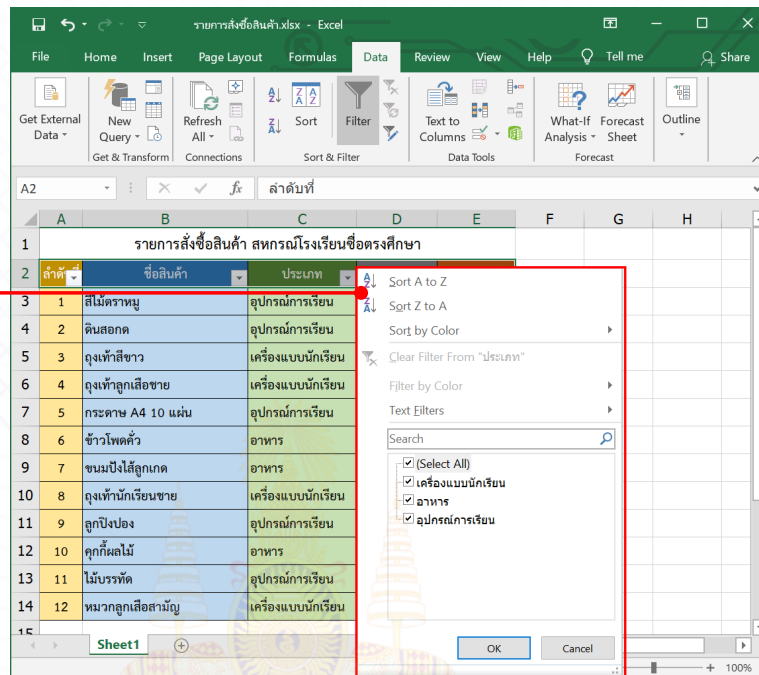 รายการสั่งซื้อสินค้า.xlsx - Excel
File Home Insert Page Layout Formulas Data Review View Help Tell me Share
Get External Data
New Query
Refresh All
Sort
Filter
Text to Columns
What-If Analysis
Forecast Sheet
Outline
Get & Transform Connections Sort & Filter Data Tools Forecast
A2 fx ลำดับที่
A B C D E F G H
1 รายการสั่งซื้อสินค้า สหกรณ์โรงเรียนซื่อตรงศึกษา
2 ลำดับที่ ชื่อสินค้า ประเภท
3 1 สีไม้ตราหมู อุปกรณ์การเรียน
4 2 ดินสอกด อุปกรณ์การเรียน
5 3 ถุงเท้าสีขาว เครื่องแบบนักเรียน
6 4 ถุงเท้าลูกเสือชาย เครื่องแบบนักเรียน
7 5 กระดาษ A4 10 แผ่น อุปกรณ์การเรียน
8 6 ข้าวโพดคั่ว อาหาร
9 7 ขนมปังไส้ลูกเกด อาหาร
10 8 ถุงเท้านักเรียนชาย เครื่องแบบนักเรียน
11 9 ลูกปิงปอง อุปกรณ์การเรียน
12 10 คุกกี้ผลไม้ อาหาร
13 11 ไม้บรรทัด อุปกรณ์การเรียน
14 12 หมวกลูกเสือสามัญ เครื่องแบบนักเรียน
15
Sort A to Z
Sort Z to A
Sort by Color
Clear Filter From "ประเภท"
Filter by Color
Text Filters
Search
(Select All)
เครื่องแบบนักเรียน
อาหาร
อุปกรณ์การเรียน
OK Cancel
Sheet1
100%